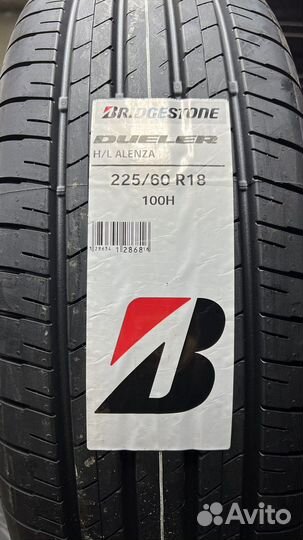 BRIDGESTONE
DUELER
H/L ALENZA
225/60 R18
100H
Avito